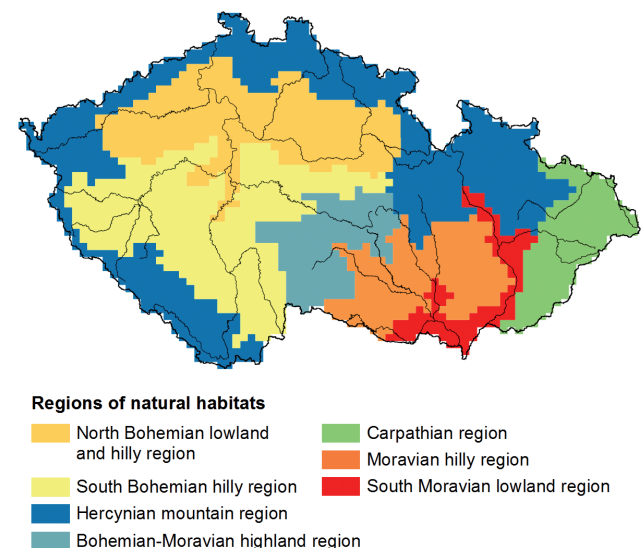 Regions of natural habitats
North Bohemian lowland
and hilly region
South Bohemian hilly region
Hercynian mountain region
Bohemian-Moravian highland region
Carpathian region
Moravian hilly region
South Moravian lowland region